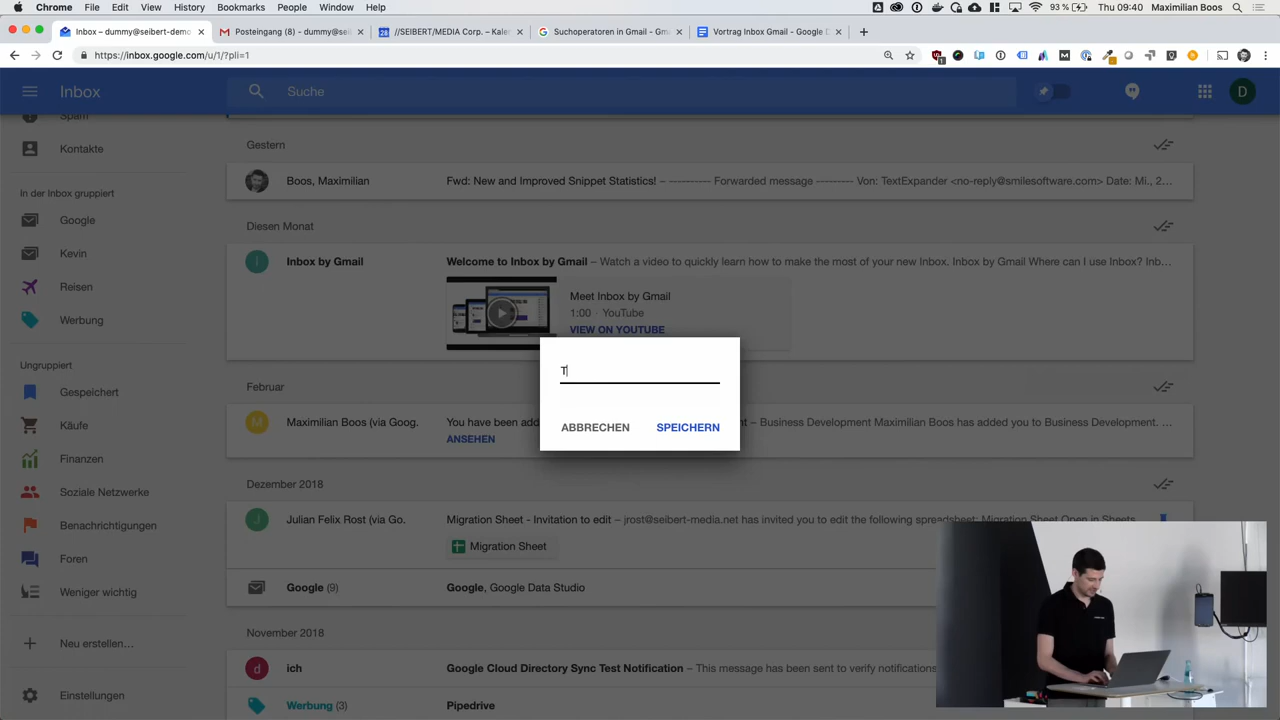 Chrome File Edit View History Bookmarks People Window Help 93 % Thu 09:40 Maximilian Boos
Inbox – dummy@seibert-demo Posteingang (8) - dummy@sei //SEIBERT/MEDIA Corp. – Kale Suchoperatoren in Gmail - Gm Vortrag Inbox Gmail - Google D
https://inbox.google.com/u/1/?pli=1
Inbox Suche D
Spam
Kontakte
In der Inbox gruppiert
Google
Kevin
Reisen
Werbung
Ungruppiert
Gespeichert
Käufe
Finanzen
Soziale Netzwerke
Benachrichtigungen
Foren
Weniger wichtig
Neu erstellen...
Einstellungen
Gestern
Boos, Maximilian Fwd: New and Improved Snippet Statistics! – ---------- Forwarded message --------- Von: TextExpander <no-reply@smilesoftware.com> Date: Mi., 2...
Diesen Monat
I Inbox by Gmail Welcome to Inbox by Gmail – Watch a video to quickly learn how to make the most of your new Inbox. Inbox by Gmail Where can I use Inbox? Inb...
Meet Inbox by Gmail
1:00 · YouTube
VIEW ON YOUTUBE
T
ABBRECHEN SPEICHERN
Februar
M Maximilian Boos (via Goog. You have been add – Business Development Maximilian Boos has added you to Business Development. ...
ANSEHEN
Dezember 2018
J Julian Felix Rost (via Go. Migration Sheet - Invitation to edit – jrost@seibert-media.net has invited you to edit the following spreadsheet: Migration Sheet Open in Sheets
Migration Sheet
Google (9) Google, Google Data Studio
November 2018
d ich Google Cloud Directory Sync Test Notification – This message has been sent to verify notifications
Werbung (3) Pipedrive